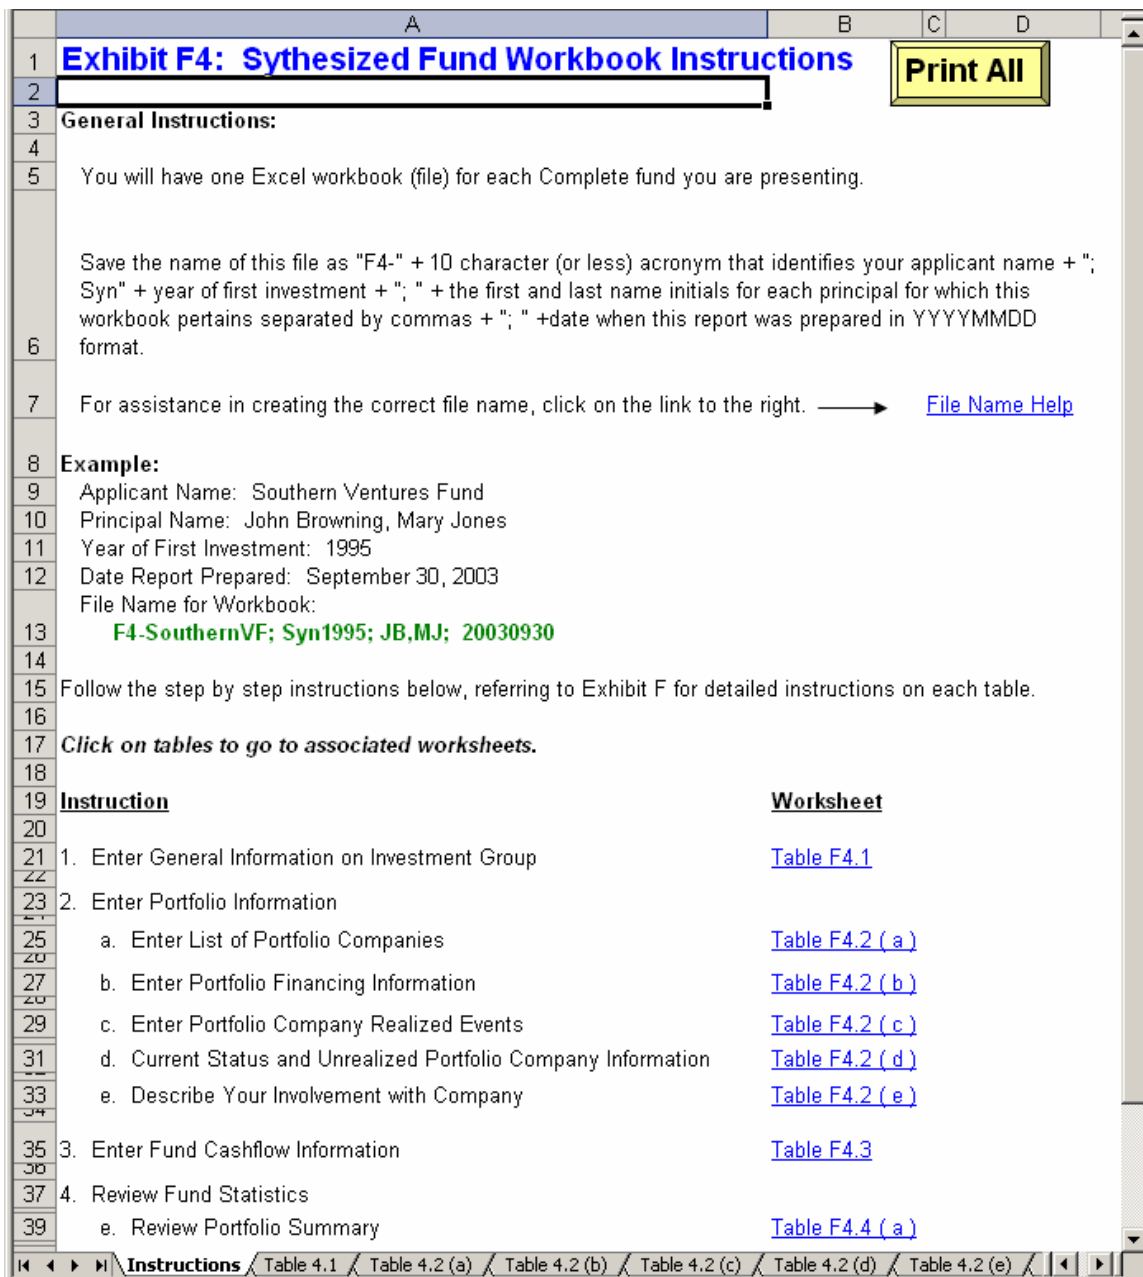 A B C D
1 Exhibit F4: Sythesized Fund Workbook Instructions
Print All
2
3 General Instructions:
4
5 You will have one Excel workbook (file) for each Complete fund you are presenting.
Save the name of this file as "F4-" + 10 character (or less) acronym that identifies your applicant name + ";
Syn" + year of first investment + "; " + the first and last name initials for each principal for which this
workbook pertains separated by commas + "; " +date when this report was prepared in YYYYMMDD
6 format.
7 For assistance in creating the correct file name, click on the link to the right. File Name Help
8 Example:
9 Applicant Name: Southern Ventures Fund
10 Principal Name: John Browning, Mary Jones
11 Year of First Investment: 1995
12 Date Report Prepared: September 30, 2003
File Name for Workbook:
13 F4-SouthernVF; Syn1995; JB,MJ; 20030930
14
15 Follow the step by step instructions below, referring to Exhibit F for detailed instructions on each table.
16
17 Click on tables to go to associated worksheets.
18
19 Instruction Worksheet
20
21 1. Enter General Information on Investment Group Table F4.1
22
23 2. Enter Portfolio Information
25 a. Enter List of Portfolio Companies Table F4.2 ( a )
27 b. Enter Portfolio Financing Information Table F4.2 ( b )
29 c. Enter Portfolio Company Realized Events Table F4.2 ( c )
31 d. Current Status and Unrealized Portfolio Company Information Table F4.2 ( d )
33 e. Describe Your Involvement with Company Table F4.2 ( e )
35 3. Enter Fund Cashflow Information Table F4.3
37 4. Review Fund Statistics
39 e. Review Portfolio Summary Table F4.4 ( a )
Instructions Table 4.1 Table 4.2 (a) Table 4.2 (b) Table 4.2 (c) Table 4.2 (d) Table 4.2 (e)